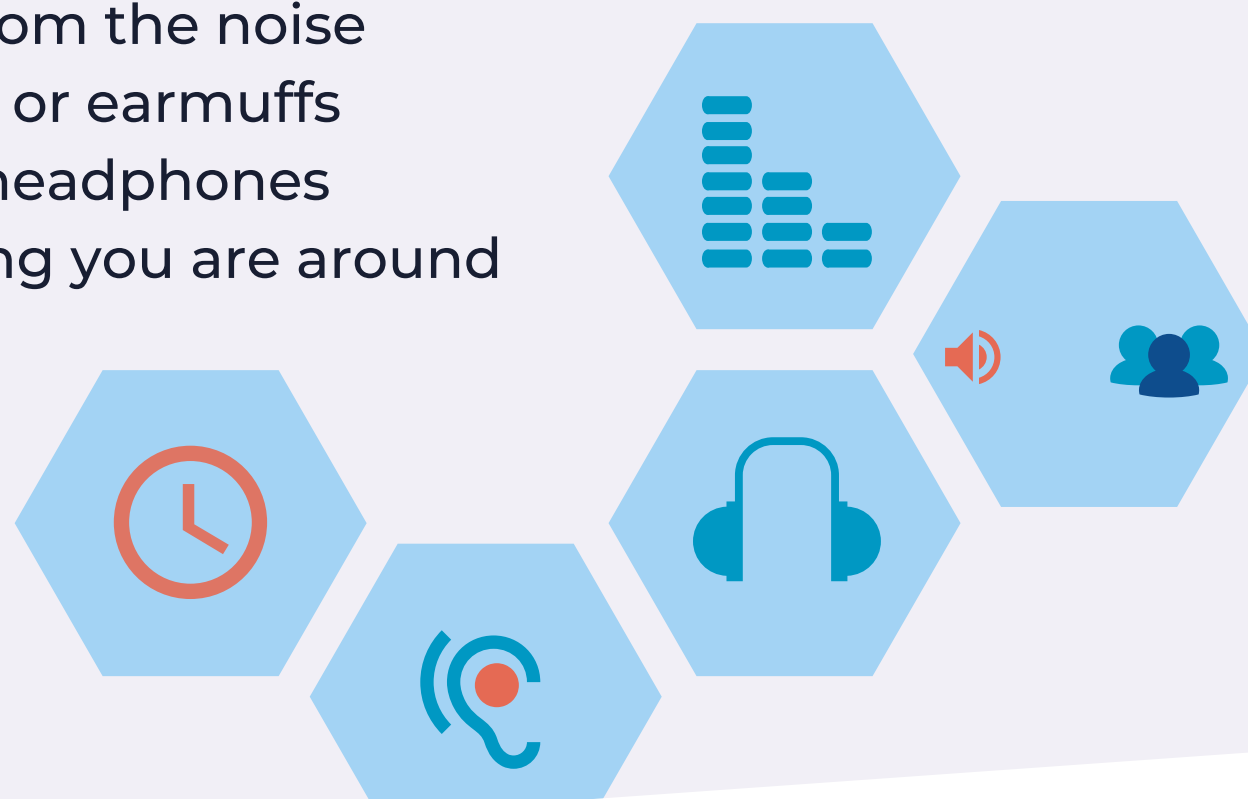 om the noise
or earmuffs
headphones
ng you are around